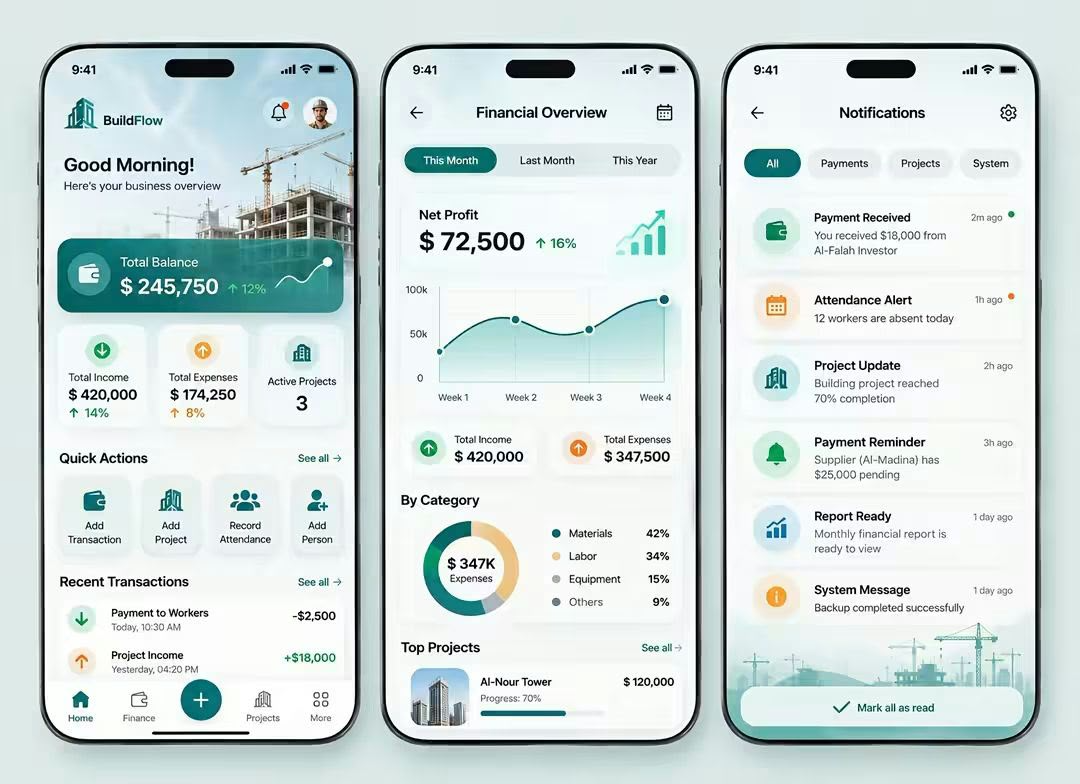 9:41
BuildFlow
Good Morning!
Here's your business overview
Total Balance
$ 245,750 ↑ 12%
Total Income
$ 420,000
↑ 14%
Total Expenses
$ 174,250
↑ 8%
Active Projects
3
Quick Actions
See all →
Add
Transaction
Add
Project
Record
Attendance
Add
Person
Recent Transactions
See all →
Payment to Workers
-$2,500
Today, 10:30 AM
Project Income
+$18,000
Yesterday, 04:20 PM
Home
Finance
+
Projects
More
9:41
← Financial Overview
This Month
Last Month
This Year
Net Profit
$ 72,500 ↑ 16%
100k
50k
0
Week 1
Week 2
Week 3
Week 4
Total Income
$ 420,000
Total Expenses
$ 347,500
By Category
$ 347K
Expenses
Materials 42%
Labor 34%
Equipment 15%
Others 9%
Top Projects
See all →
Al-Nour Tower
$ 120,000
Progress: 70%
9:41
← Notifications
All
Payments
Projects
System
Payment Received
2m ago
You received $18,000 from
Al-Falah Investor
Attendance Alert
1h ago
12 workers are absent today
Project Update
2h ago
Building project reached
70% completion
Payment Reminder
3h ago
Supplier (Al-Madina) has
$25,000 pending
Report Ready
1 day ago
Monthly financial report is
ready to view
System Message
1 day ago
Backup completed successfully
Mark all as read